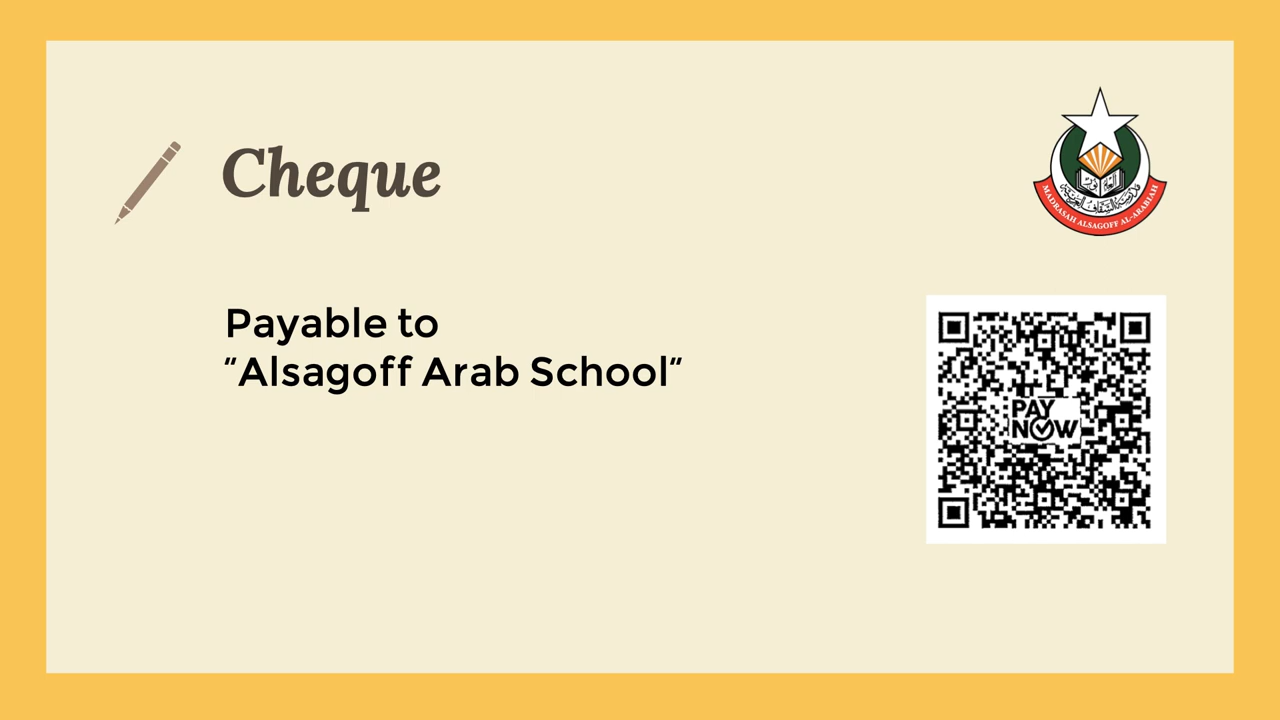 Cheque
Payable to
"Alsagoff Arab School"
MADRASAH ALSAGOFF AL-ARABIAH
PAY
NOW